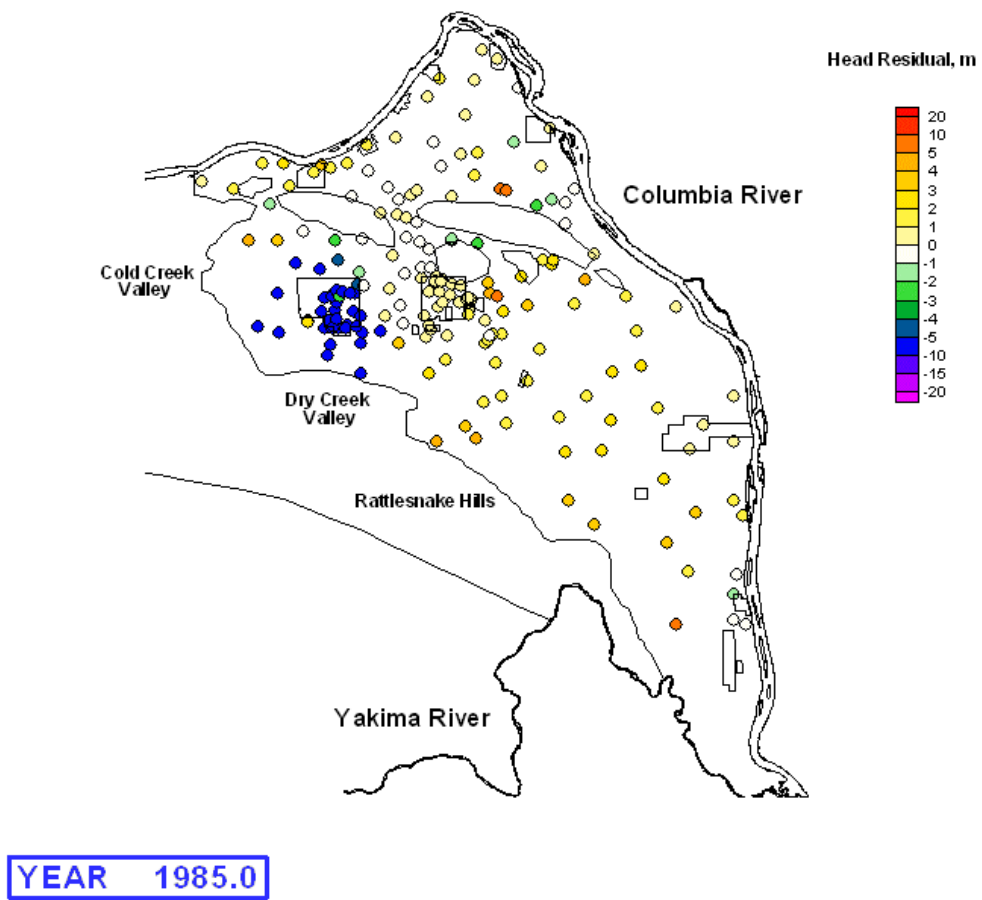 Head Residual, m
20
10
5
4
3
2
1
0
-1
-2
-3
-4
-5
-10
-15
-20
Columbia River
Cold Creek
Valley
Dry Creek
Valley
Rattlesnake Hills
Yakima River
YEAR 1985.0